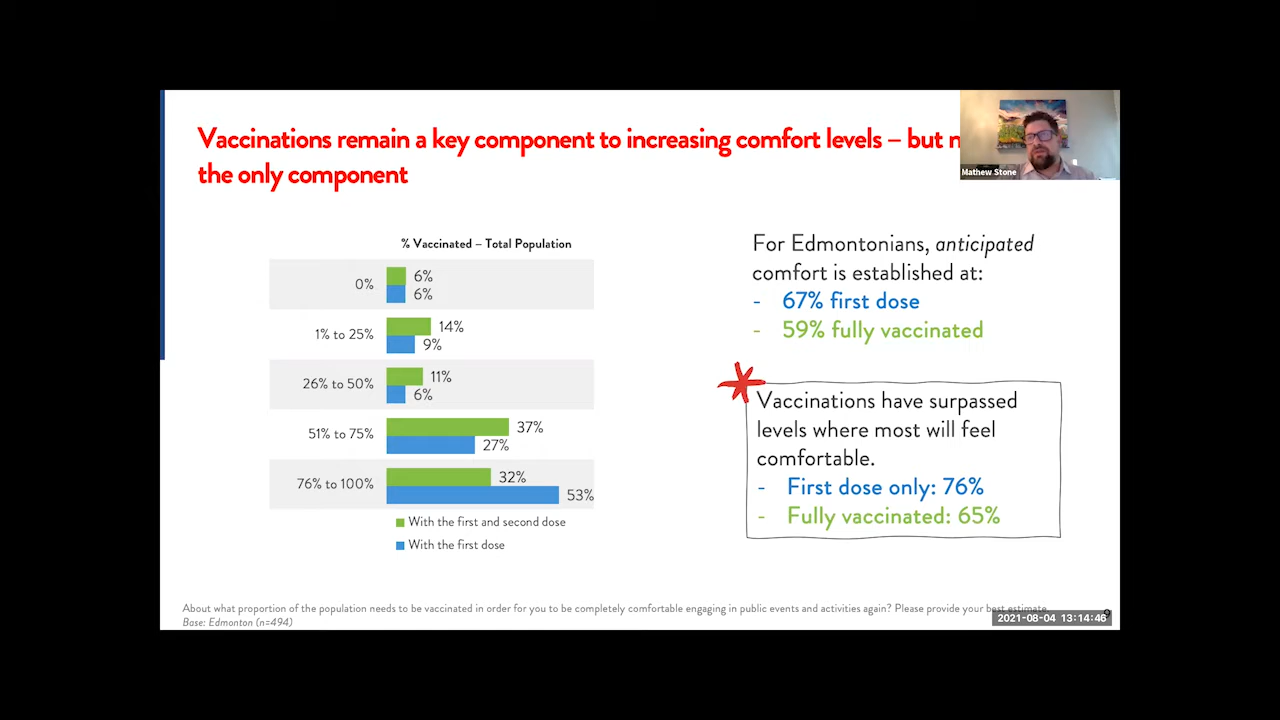 Vaccinations remain a key component to increasing comfort levels – but
the only component
Mathew Stone
% Vaccinated – Total Population
0%
6%
6%
1% to 25%
14%
9%
26% to 50%
11%
6%
51% to 75%
37%
27%
76% to 100%
32%
53%
With the first and second dose
With the first dose
For Edmontonians, anticipated
comfort is established at:
- 67% first dose
- 59% fully vaccinated
Vaccinations have surpassed
levels where most will feel
comfortable.
- First dose only: 76%
- Fully vaccinated: 65%
About what proportion of the population needs to be vaccinated in order for you to be completely comfortable engaging in public events and activities again? Please provide your best estimate.
Base: Edmonton (n=494)
9
2021-08-04 13:14:46